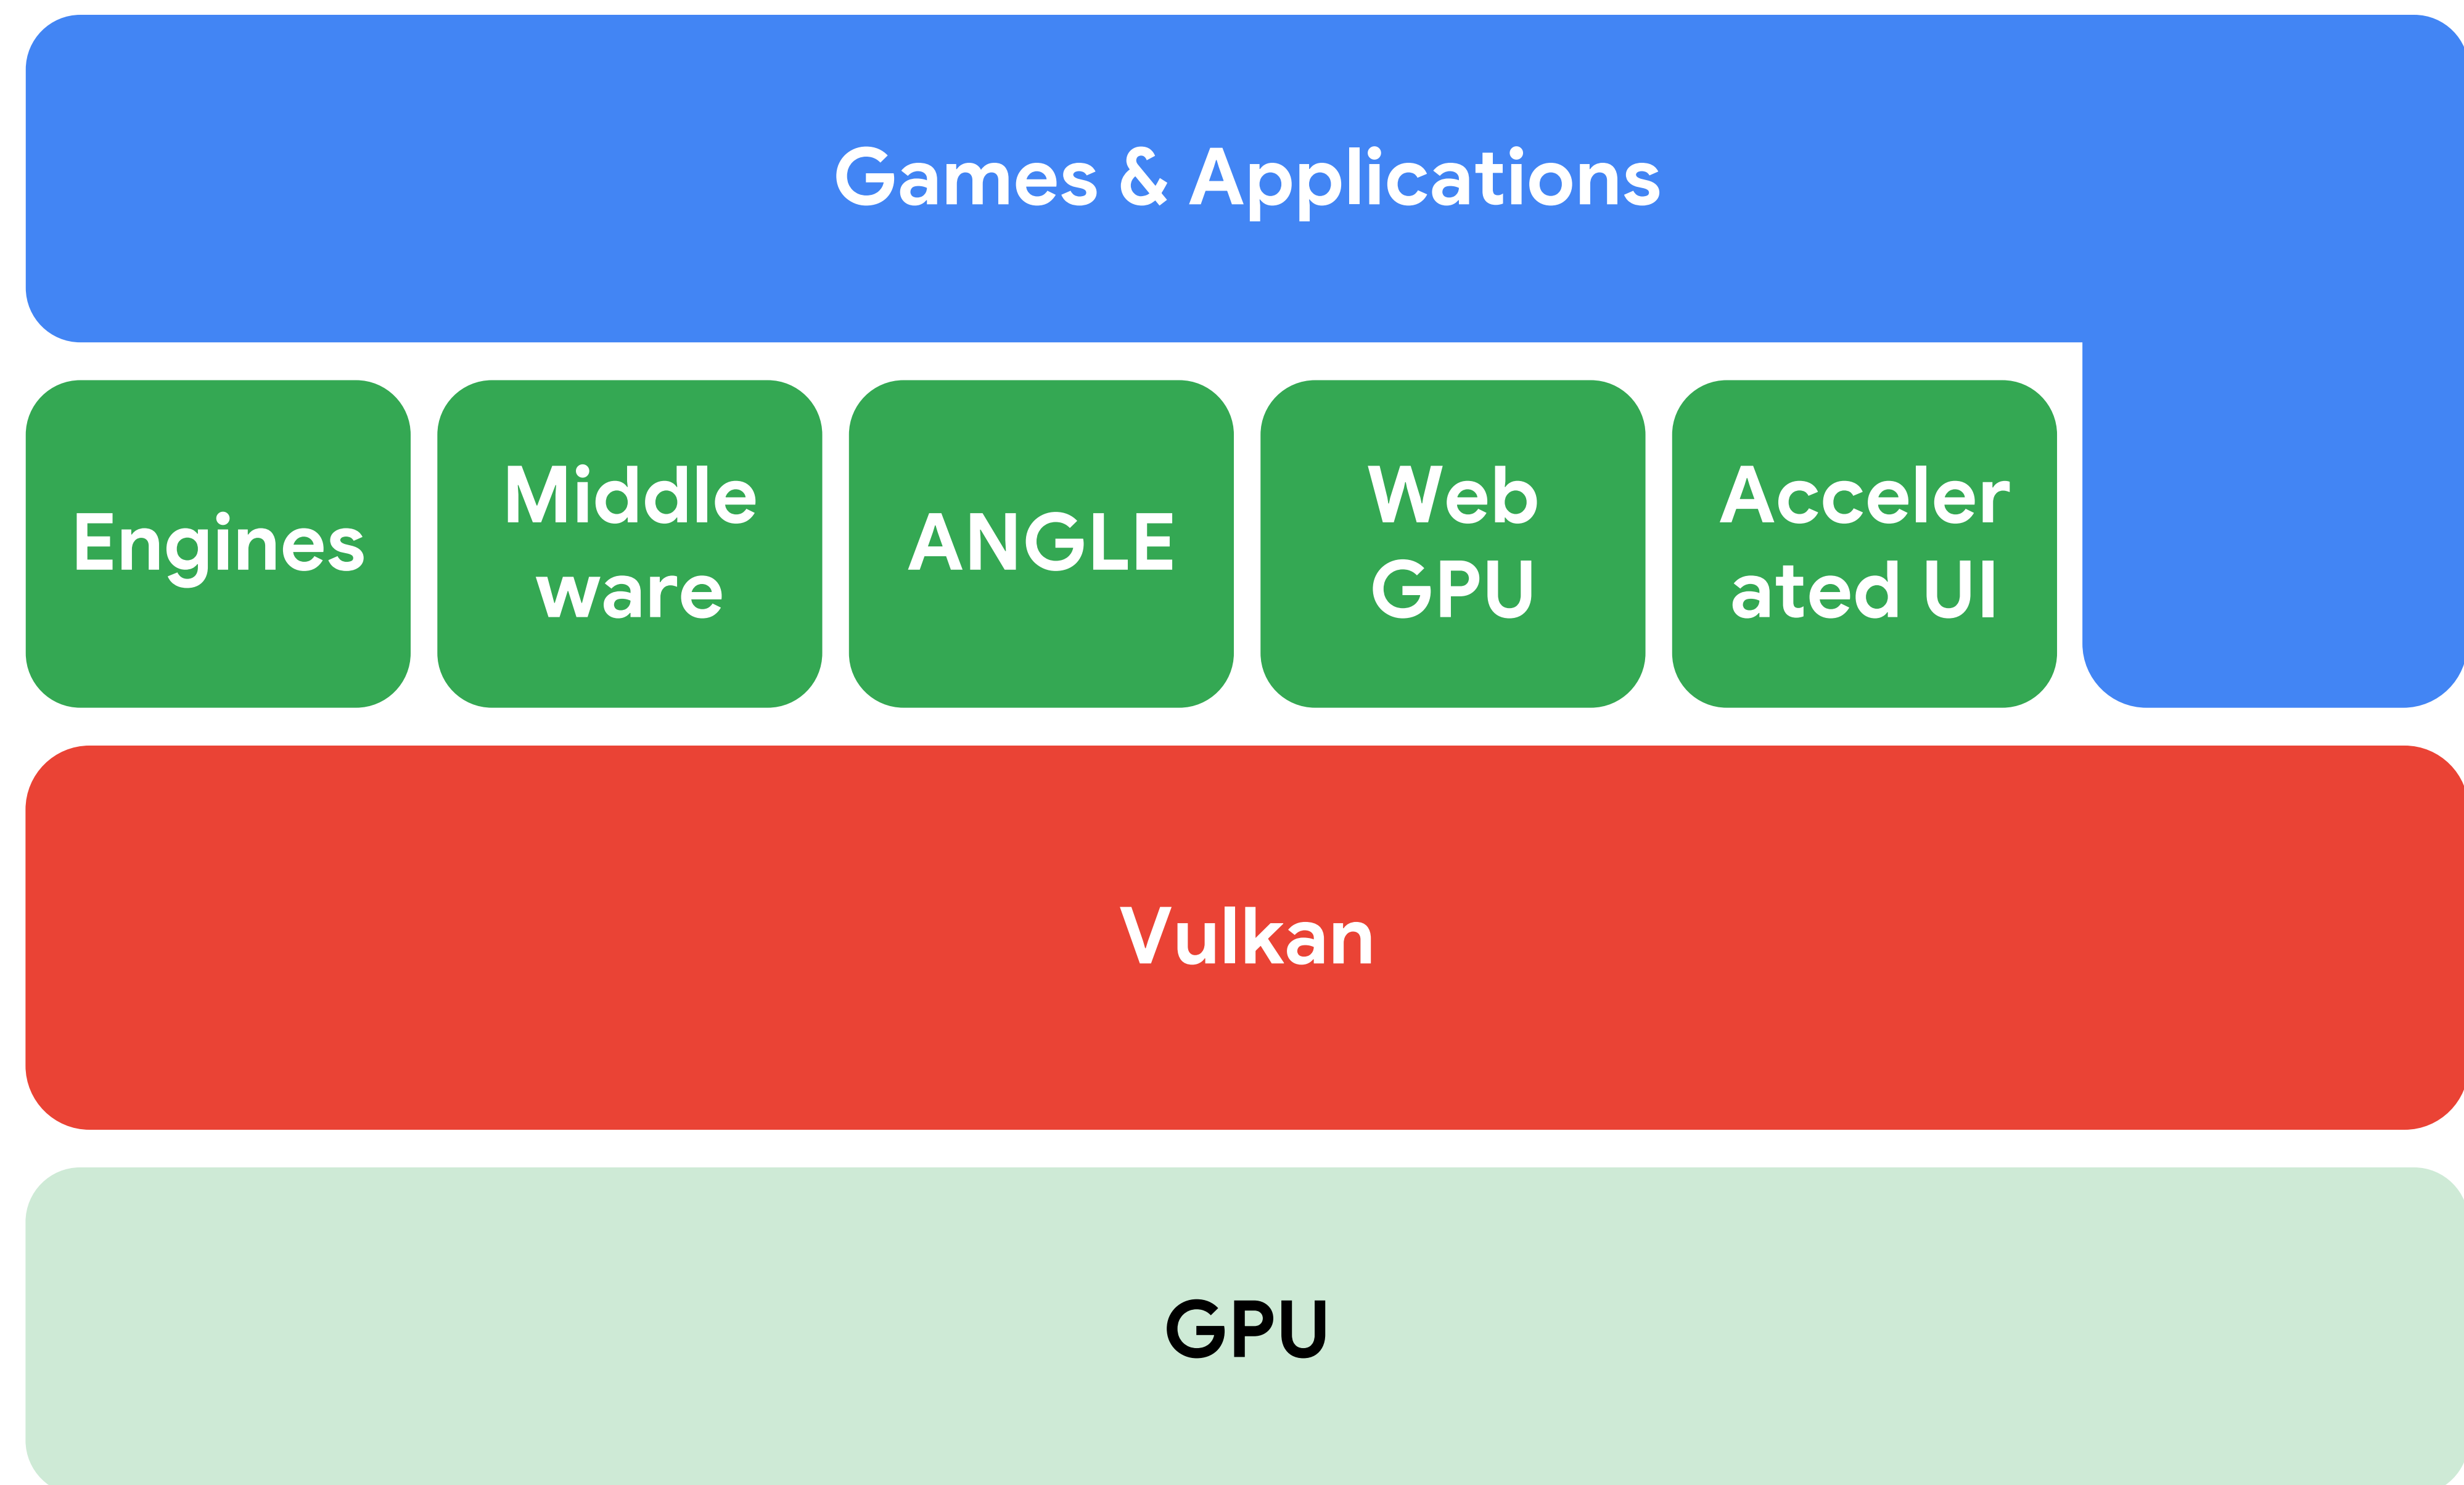 Games & Applications
Engines
Middle
ware
ANGLE
Web
GPU
Acceler
ated UI
Vulkan
GPU